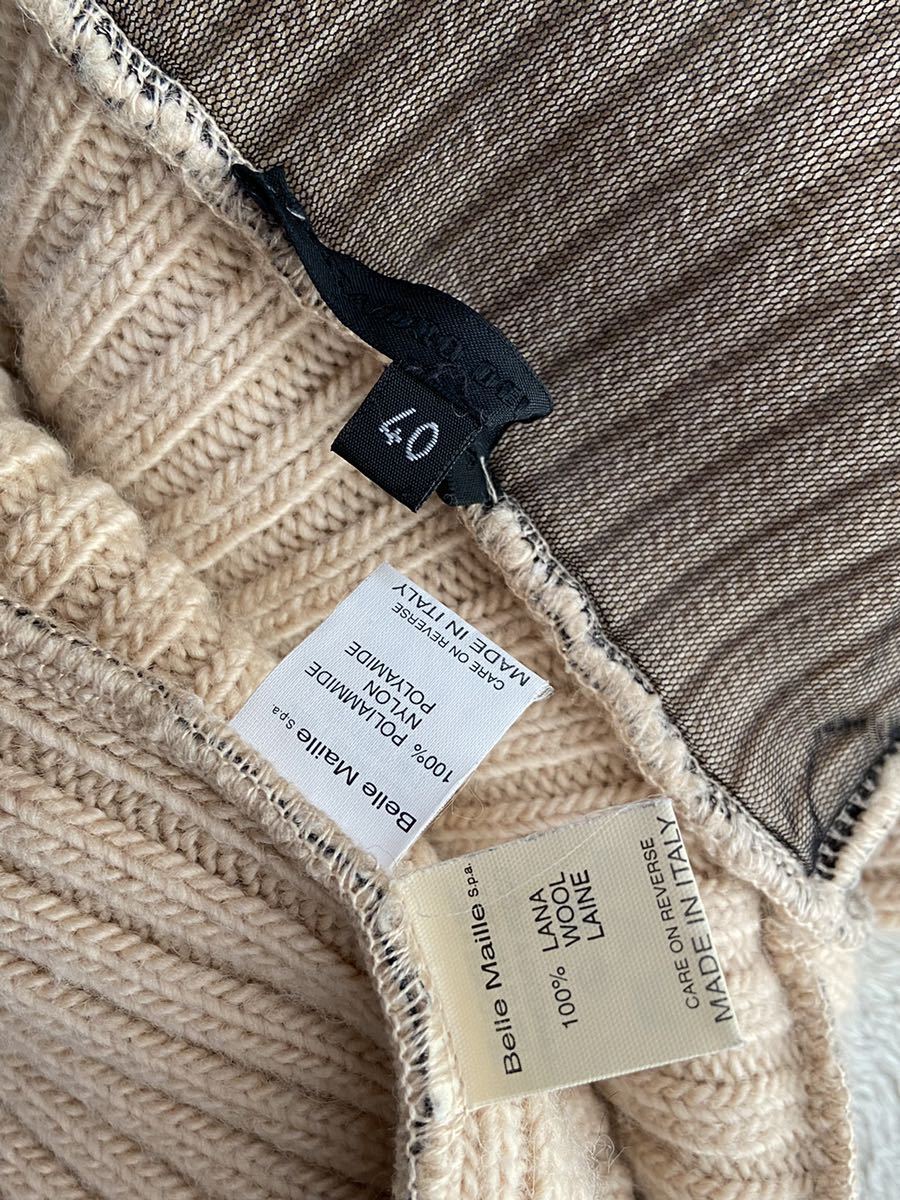 40
Belle Maille s.p.a
100% POLIAMMIDE
NYLON
POLYAMIDE
CARE ON REVERSE
MADE IN ITALY
Belle Maille s.p.a.
100% LANA
WOOL
LAINE
CARE ON REVERSE
MADE IN ITALY